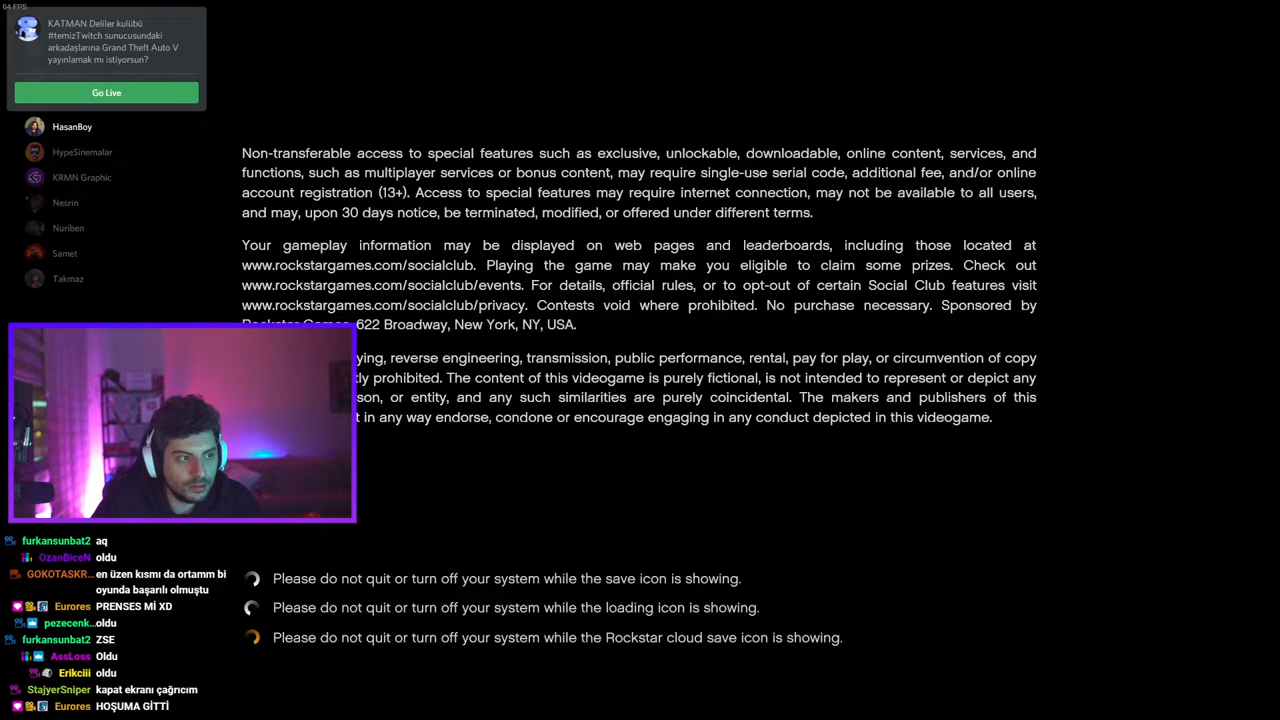 64 FPS
KATMAN Deliler kulübü
#temizTwitch sunucusundaki
arkadaşlarına Grand Theft Auto V
yayınlamak mı istiyorsun?
Go Live
HasanBoy
HypeSinemalar
KRMN Graphic
Nesrin
Nuriben
Samet
Takmaz
Non-transferable access to special features such as exclusive, unlockable, downloadable, online content, services, and
functions, such as multiplayer services or bonus content, may require single-use serial code, additional fee, and/or online
account registration (13+). Access to special features may require internet connection, may not be available to all users,
and may, upon 30 days notice, be terminated, modified, or offered under different terms.
Your gameplay information may be displayed on web pages and leaderboards, including those located at
www.rockstargames.com/socialclub. Playing the game may make you eligible to claim some prizes. Check out
www.rockstargames.com/socialclub/events. For details, official rules, or to opt-out of certain Social Club features visit
www.rockstargames.com/socialclub/privacy. Contests void where prohibited. No purchase necessary. Sponsored by
Rockstar Games, 622 Broadway, New York, NY, USA.
ying, reverse engineering, transmission, public performance, rental, pay for play, or circumvention of copy
tly prohibited. The content of this videogame is purely fictional, is not intended to represent or depict any
son, or entity, and any such similarities are purely coincidental. The makers and publishers of this
t in any way endorse, condone or encourage engaging in any conduct depicted in this videogame.
furkansunbat2 aq
OzanBiceN oldu
GOKOTASKR... en üzen kısmı da ortamm bi
oyunda başarılı olmuştu
Eurores PRENSES Mİ XD
pezecenk... oldu
furkansunbat2 ZSE
AssLoss Oldu
Erikciii oldu
StajyerSniper kapat ekranı çağrıcım
Eurores HOŞUMA GİTTİ
Please do not quit or turn off your system while the save icon is showing.
Please do not quit or turn off your system while the loading icon is showing.
Please do not quit or turn off your system while the Rockstar cloud save icon is showing.